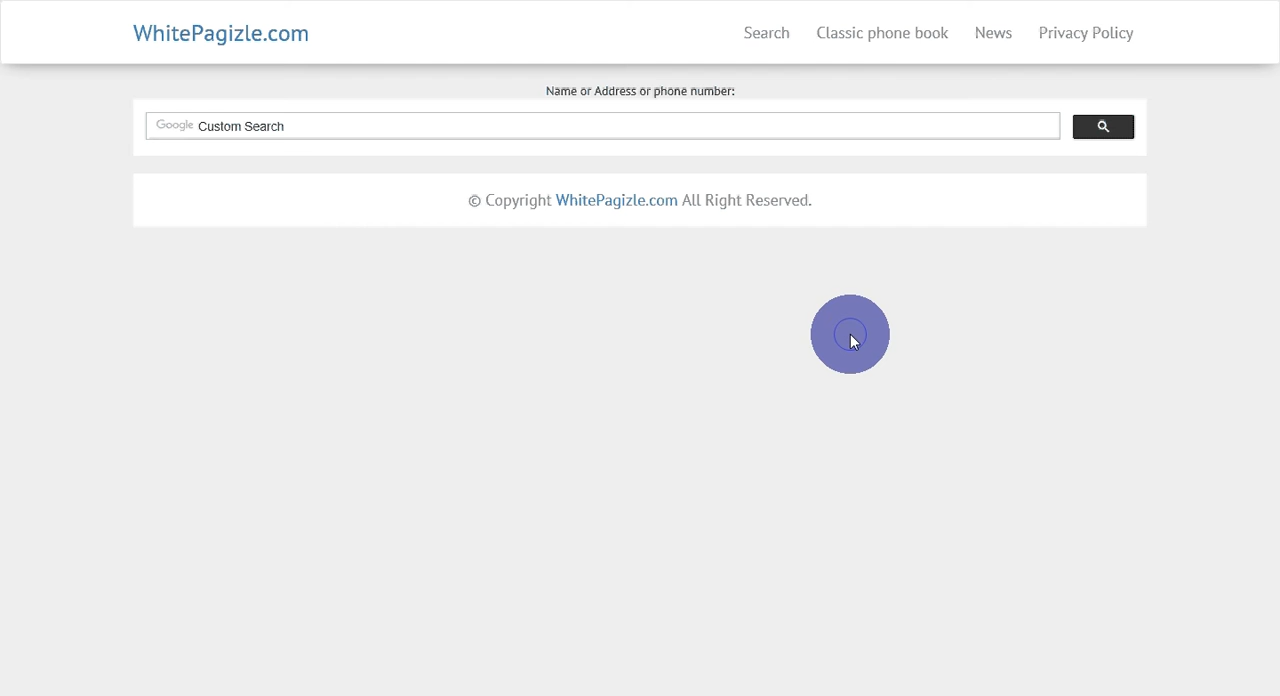 WhitePagizle.com
Search Classic phone book News Privacy Policy
Name or Address or phone number:
Google Custom Search
© Copyright WhitePagizle.com All Right Reserved.